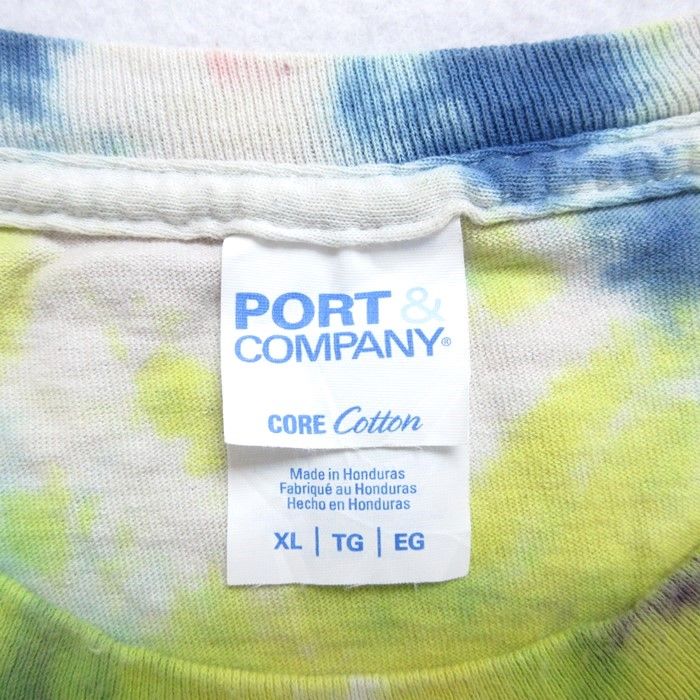 PORT &
COMPANY®
CORE Cotton
Made in Honduras
Fabriqué au Honduras
Hecho en Honduras
XL | TG | EG